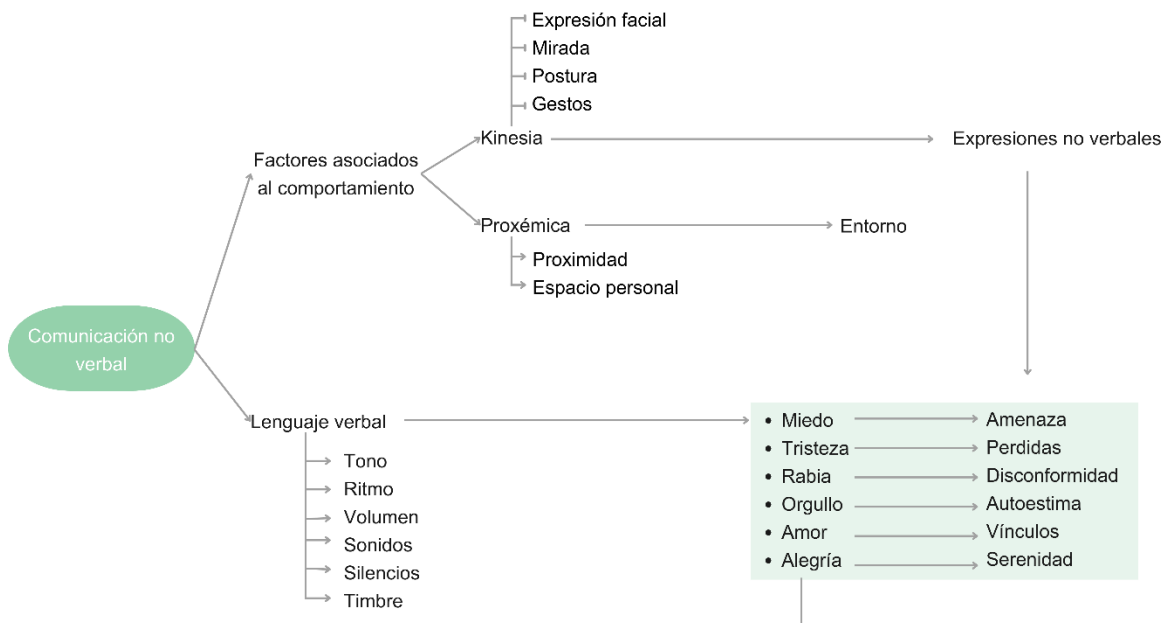 Expresión facial
Mirada
Postura
Gestos
Kinesia
Expresiones no verbales
Factores asociados
al comportamiento
Proxémica
Entorno
Proximidad
Espacio personal
Comunicación no
verbal
Lenguaje verbal
Tono
Ritmo
Volumen
Sonidos
Silencios
Timbre
• Miedo Amenaza
• Tristeza Perdidas
• Rabia Disconformidad
• Orgullo Autoestima
• Amor Vínculos
• Alegría Serenidad